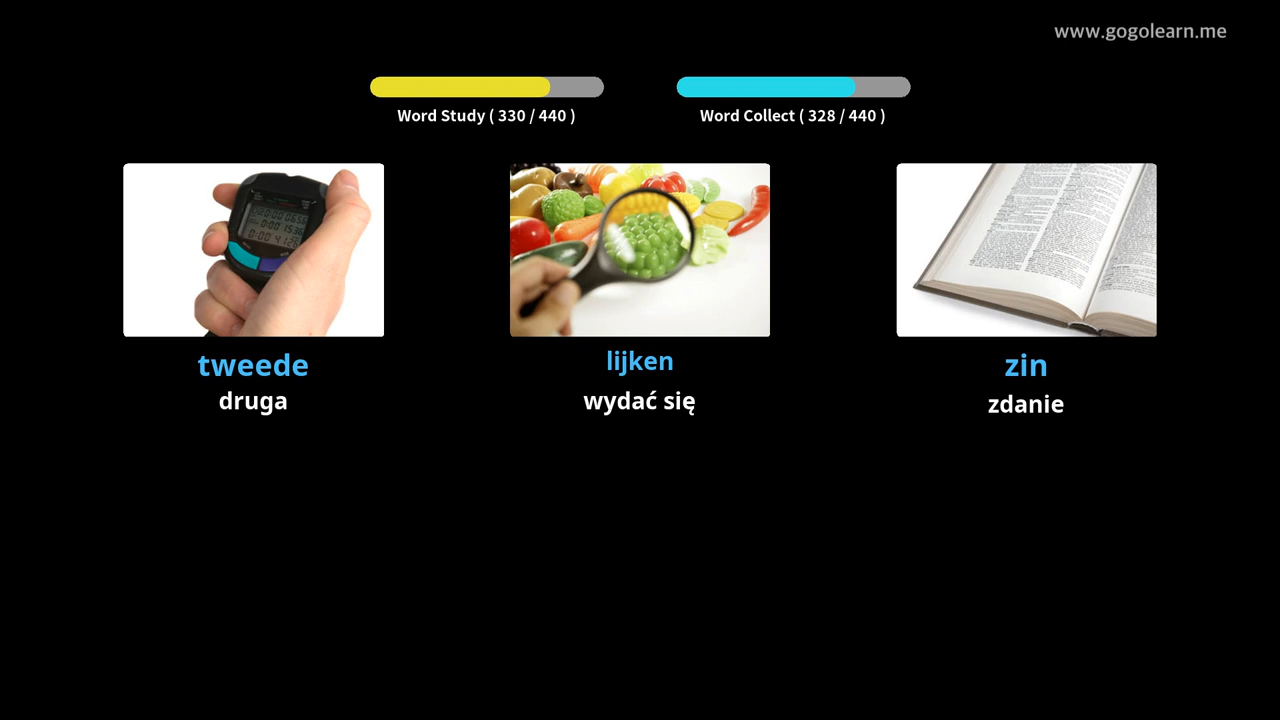 www.gogolearn.me
Word Study ( 330 / 440 )
Word Collect ( 328 / 440 )
tweede
druga
lijken
wydać się
zin
zdanie